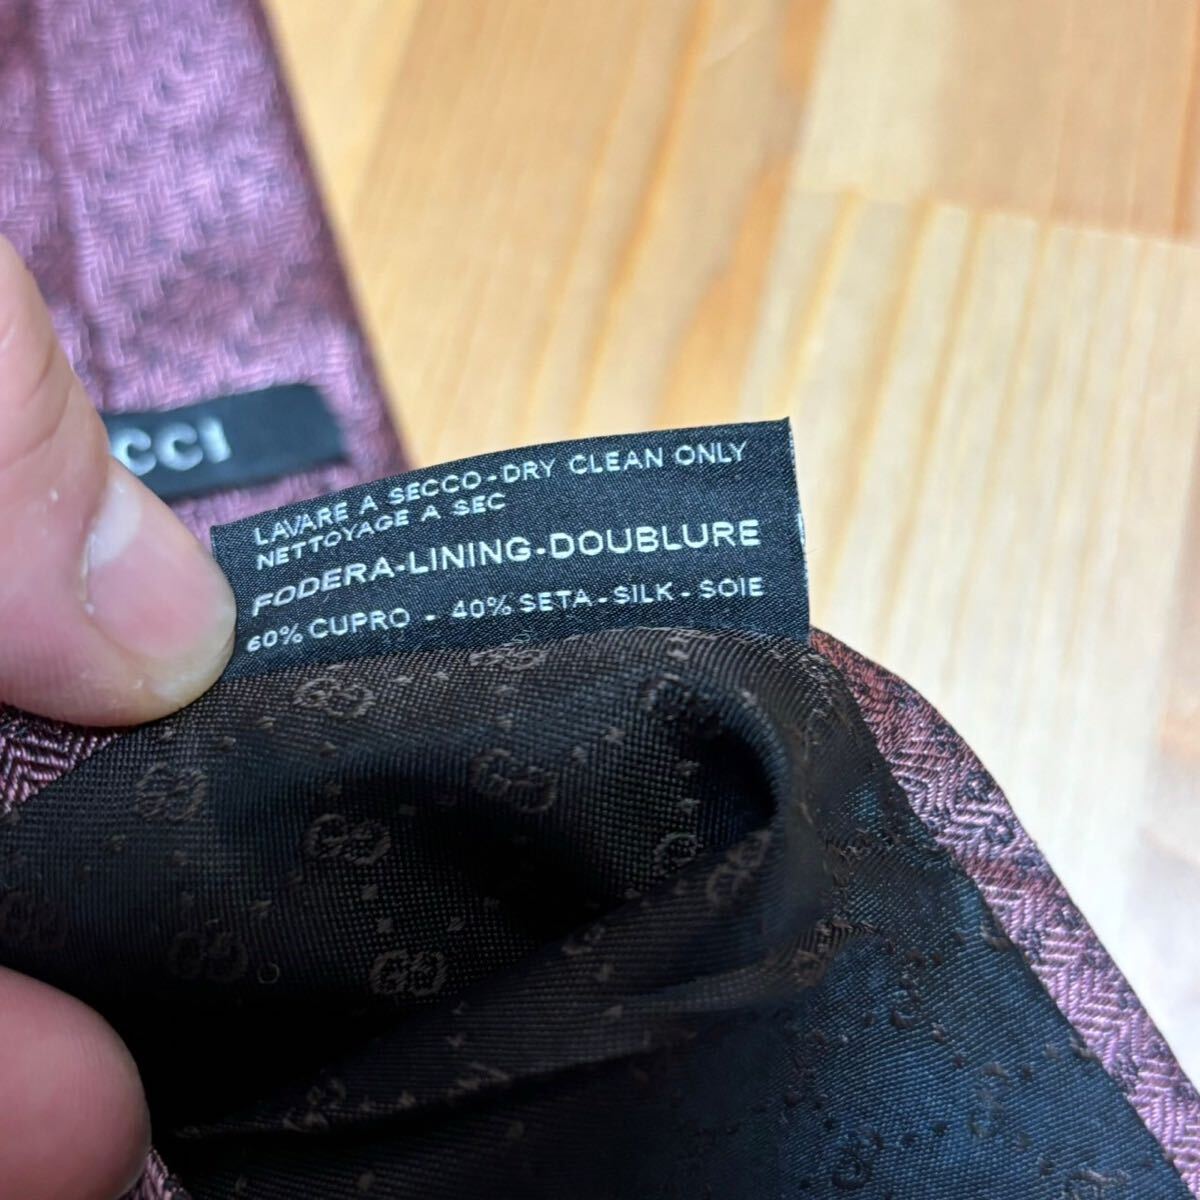 CCI
LAVARE A SECCO-DRY CLEAN ONLY
NETTOYAGE A SEC
FODERA-LINING-DOUBLURE
60% CUPRO - 40% SETA-SILK-SOIE